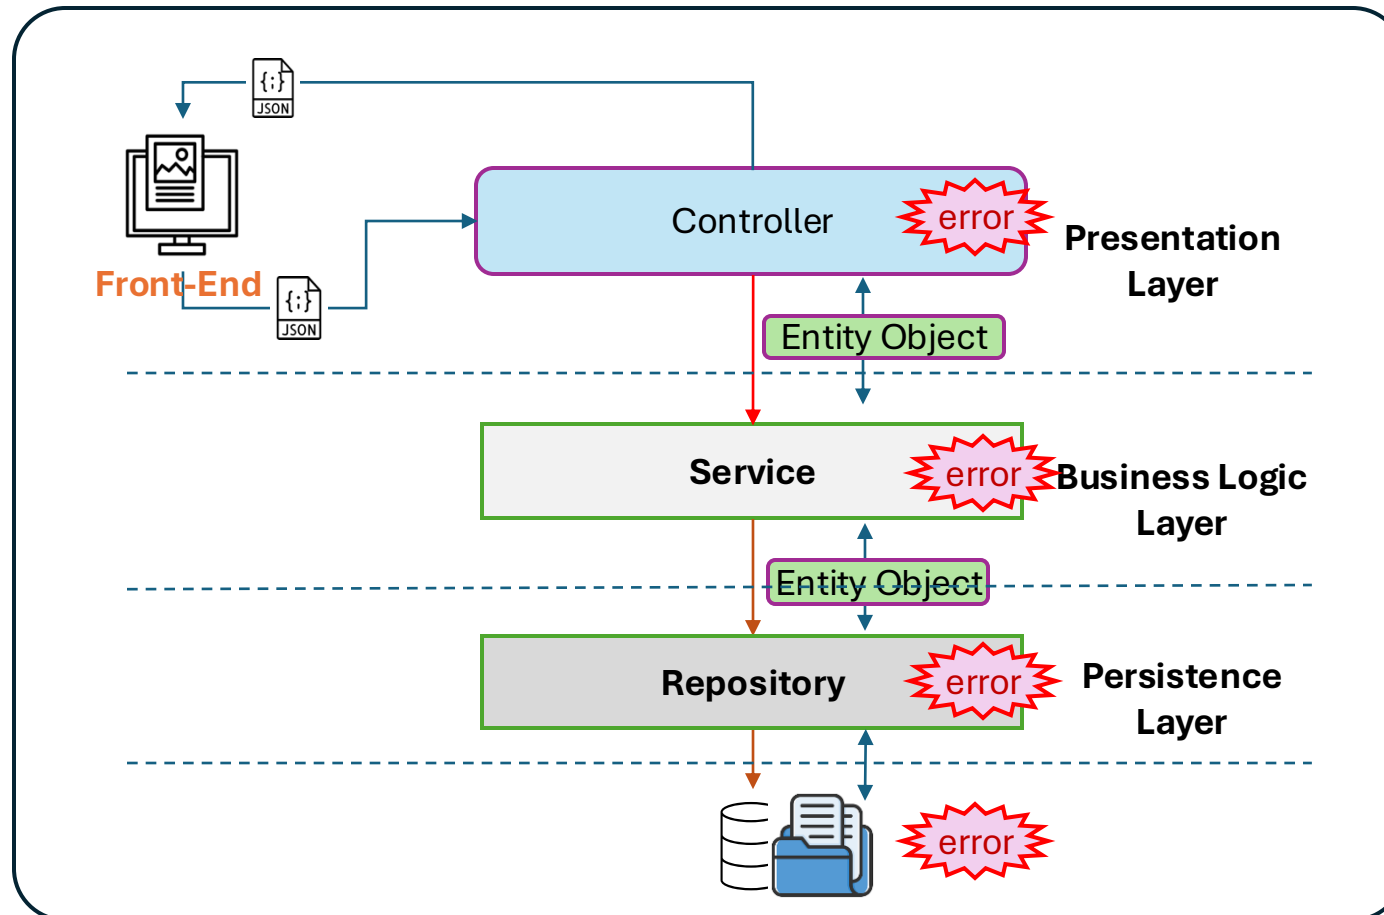 {;}
JSON
Controller
error
Presentation
Layer
Front-End
{;}
JSON
Entity Object
Service
error
Business Logic
Layer
Entity Object
Repository
error
Persistence
Layer
error